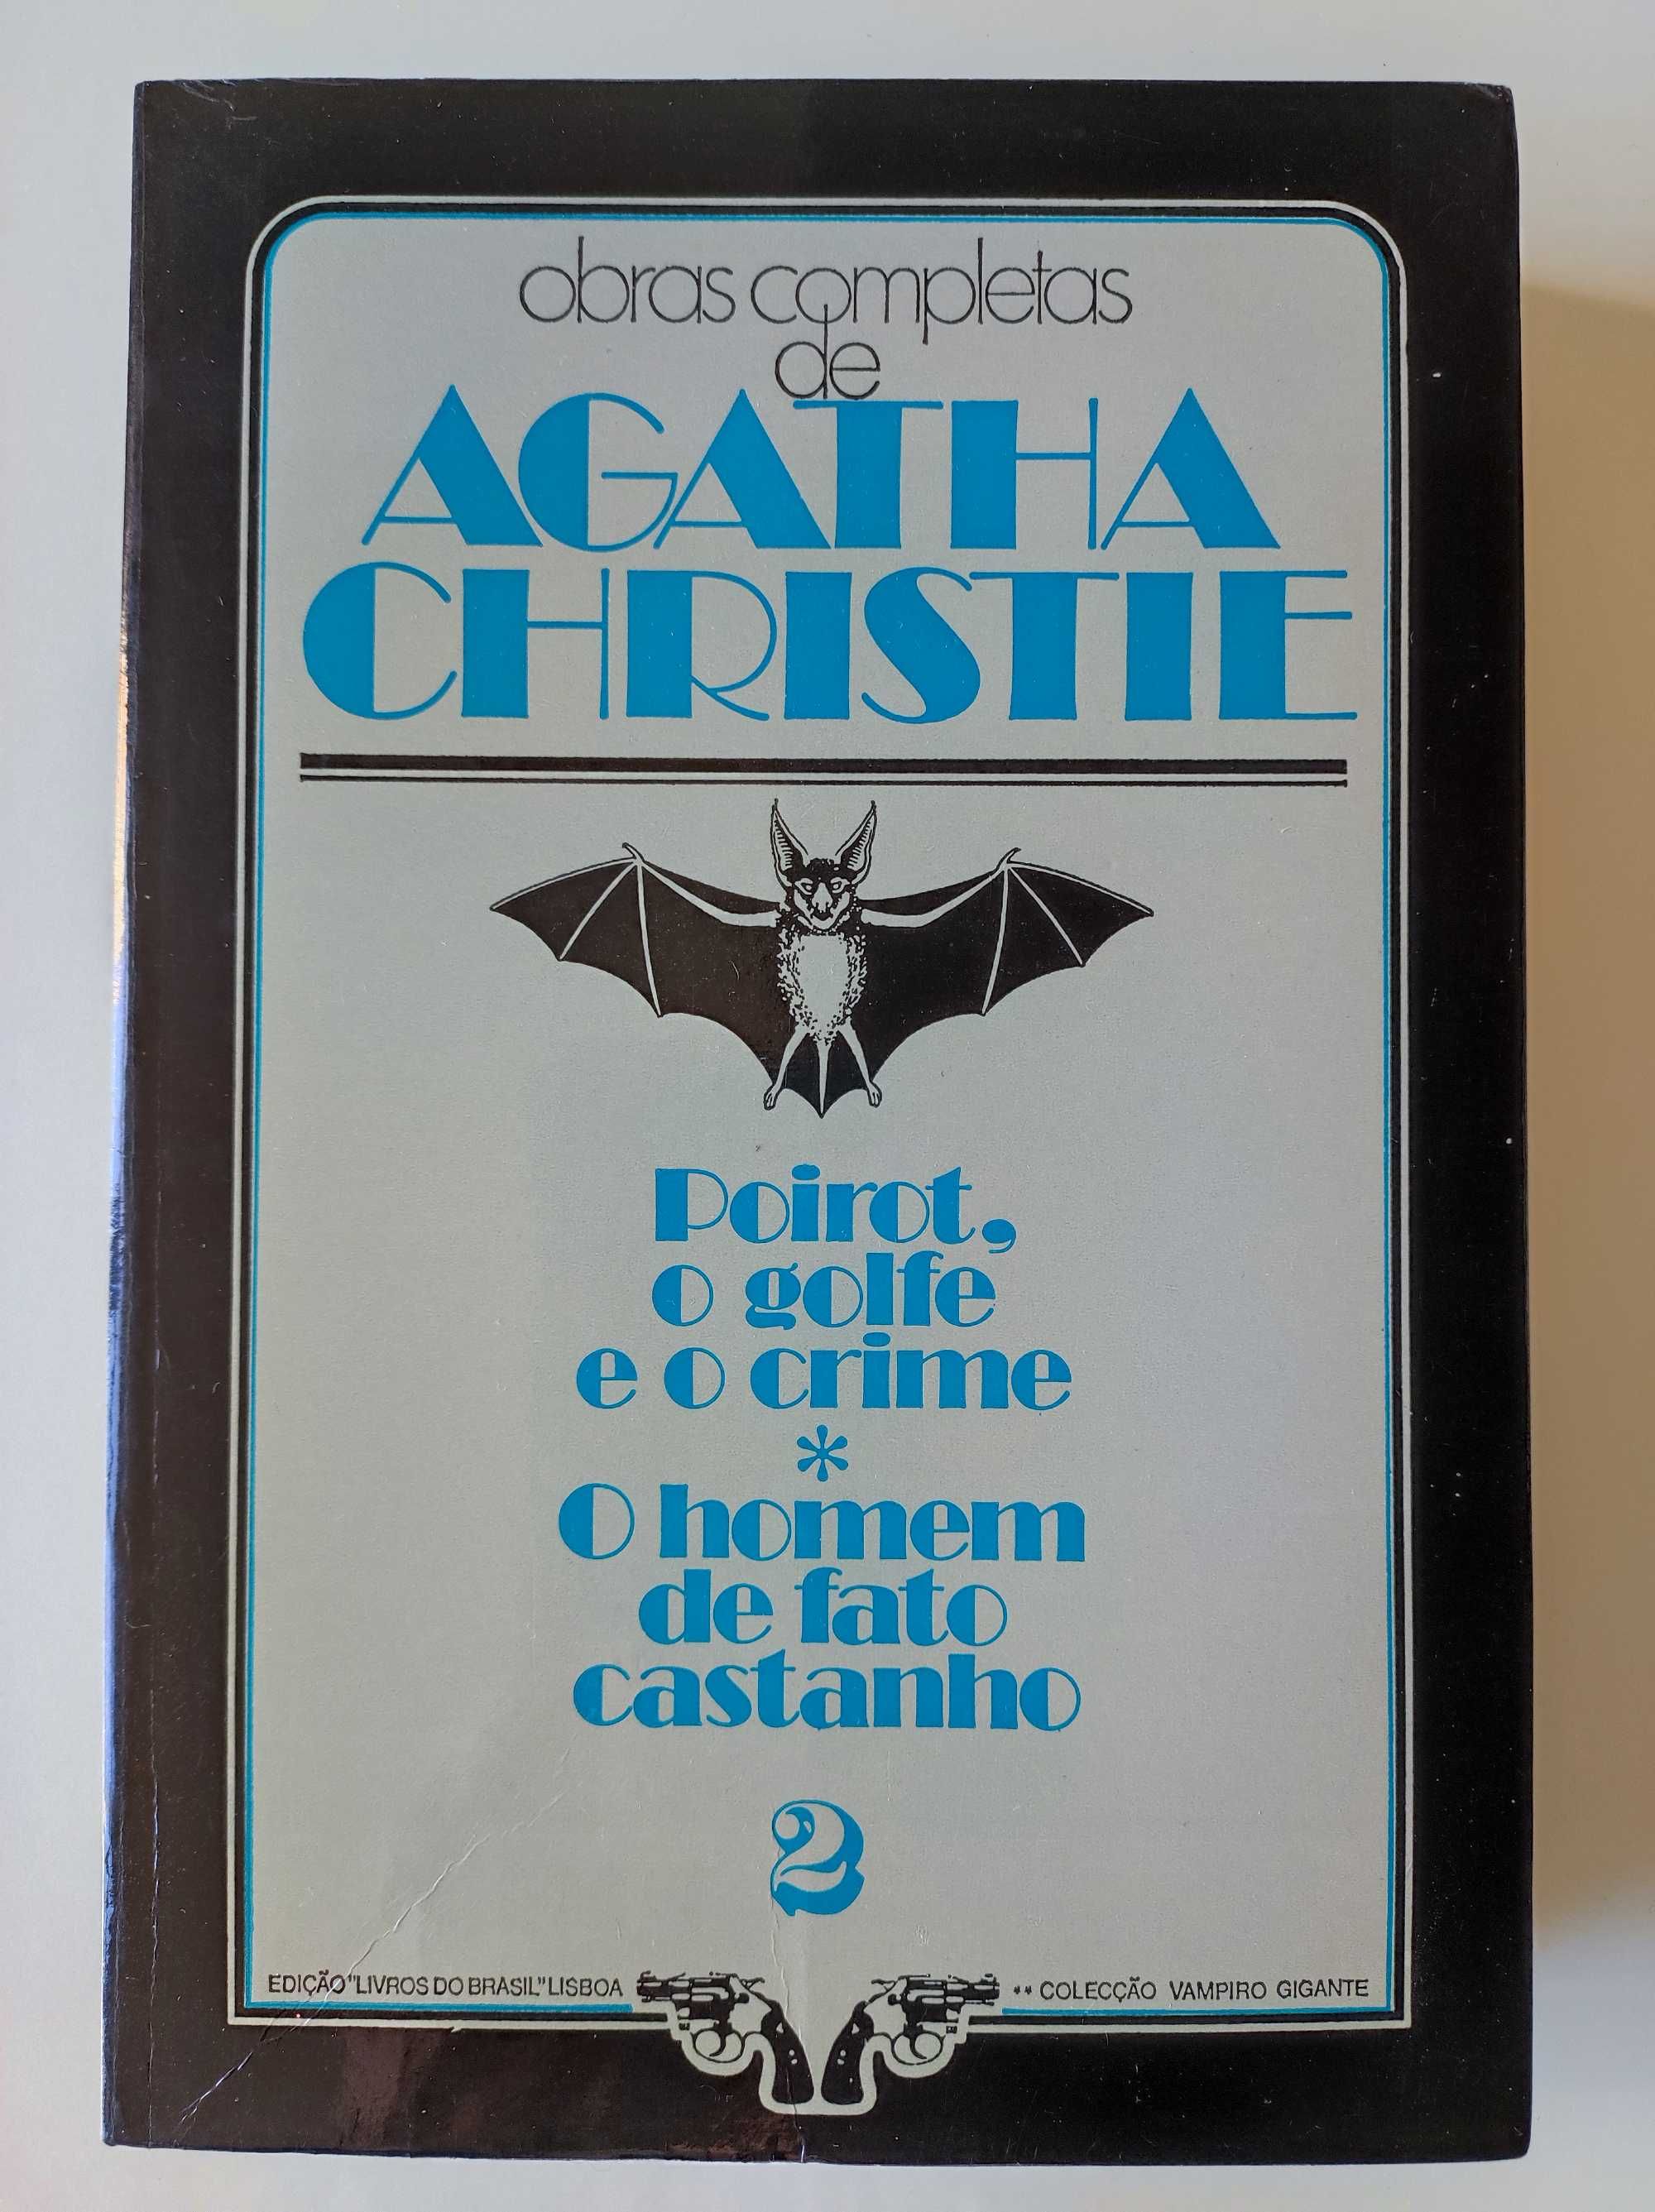 obras completas
de
AGATHA
CHRISTIE
Poirot,
o golfe
e o crime
*
O homem
de fato
castanho
2
EDIÇÃO "LIVROS DO BRASIL" LISBOA
** COLECÇÃO VAMPIRO GIGANTE